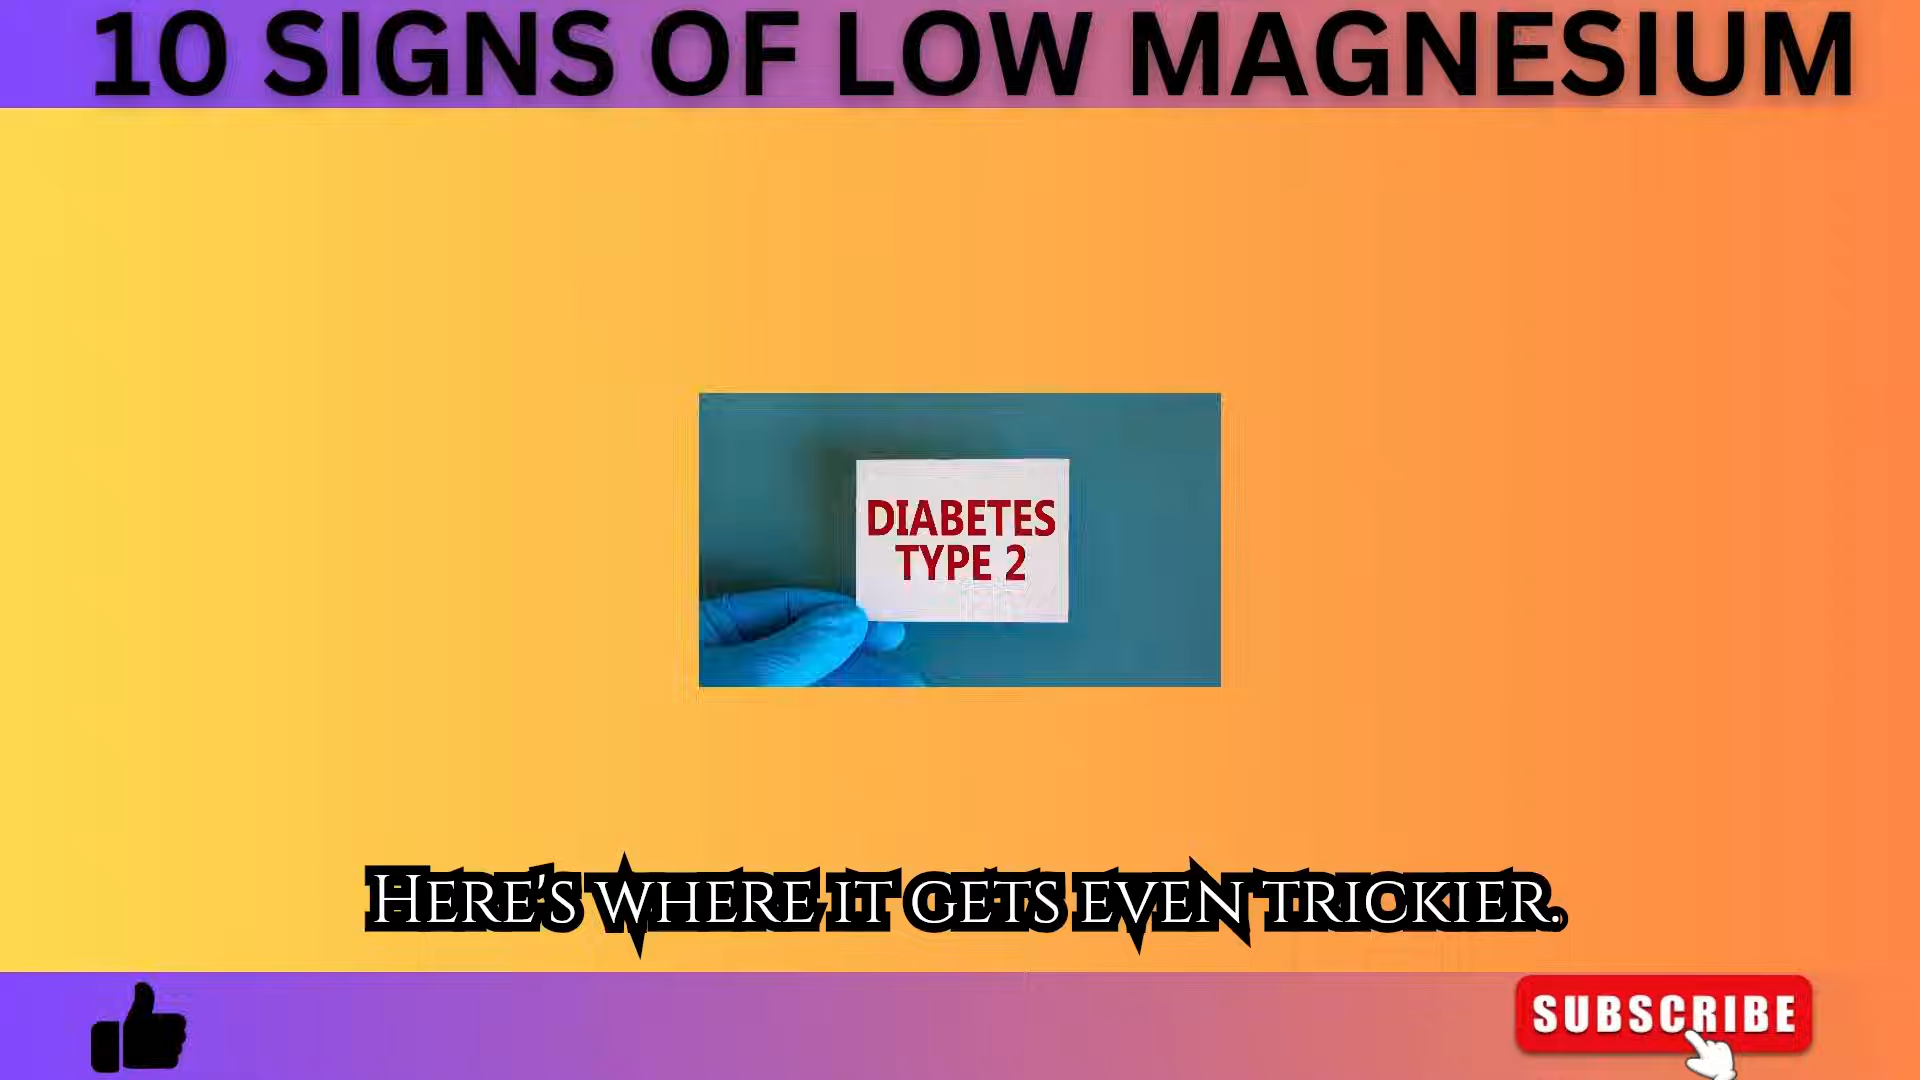 10 SIGNS OF LOW MAGNESIUM
DIABETES
TYPE 2
HERE'S WHERE IT GETS EVEN TRICKIER.
SUBSCRIBE